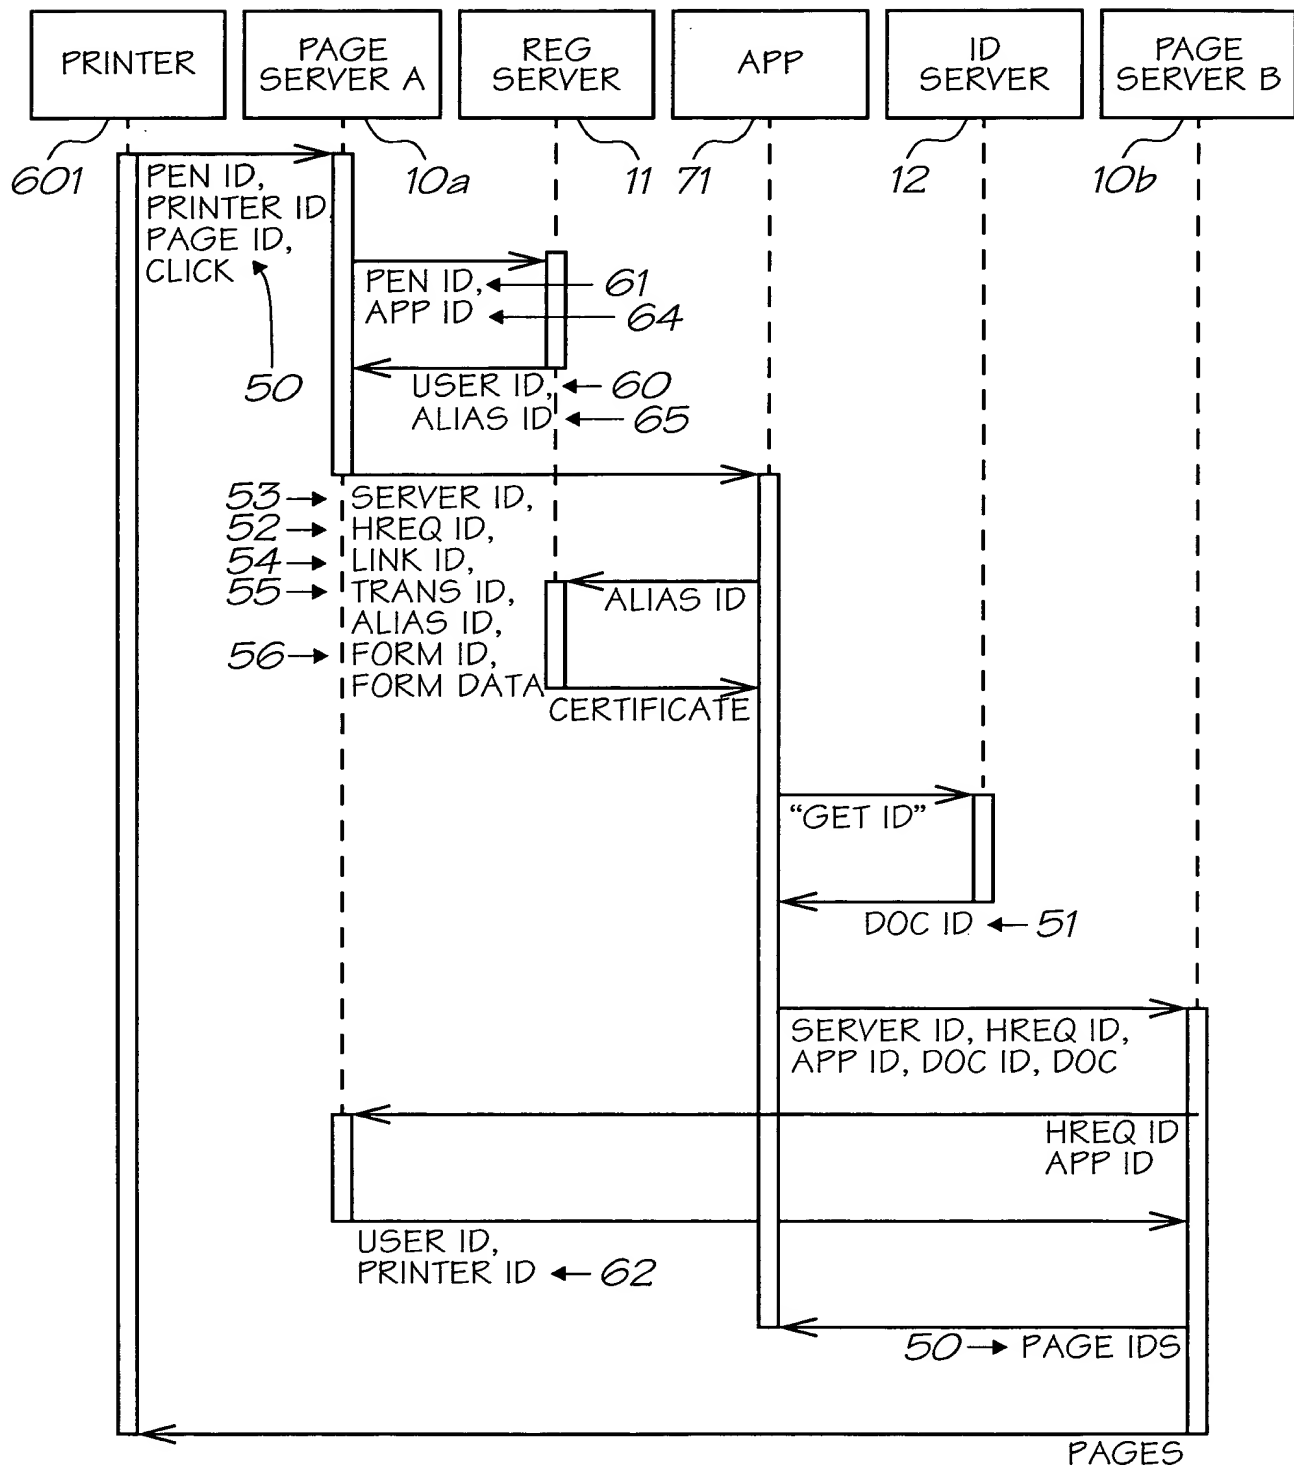 PRINTER
PAGE
SERVER A
REG
SERVER
APP
ID
SERVER
PAGE
SERVER B
601
10a
11
71
12
10b
PEN ID,
PRINTER ID
PAGE ID,
CLICK
50
PEN ID,
61
APP ID
64
USER ID,
60
ALIAS ID
65
53
SERVER ID,
52
HREQ ID,
54
LINK ID,
55
TRANS ID,
ALIAS ID,
56
FORM ID,
FORM DATA
ALIAS ID
CERTIFICATE
“GET ID”
DOC ID
51
SERVER ID, HREQ ID,
APP ID, DOC ID, DOC
HREQ ID
APP ID
USER ID,
PRINTER ID
62
50
PAGE IDS
PAGES